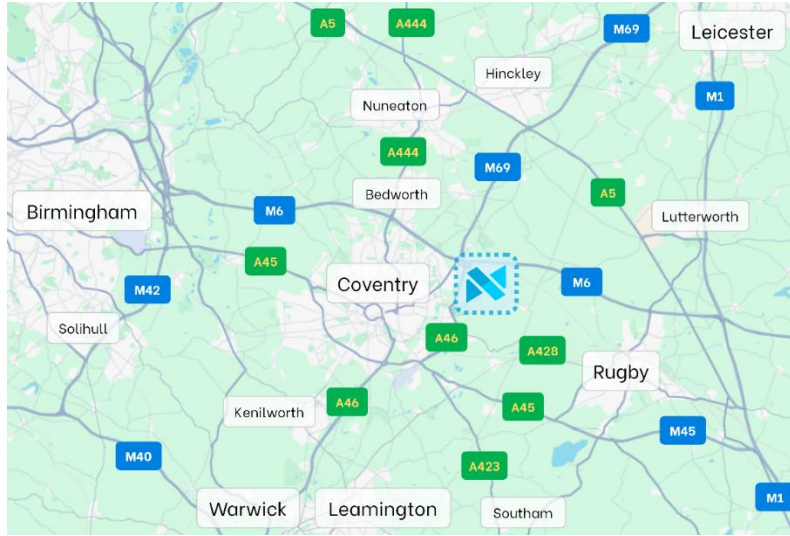 A5
A444
M69
Leicester
Hinckley
M1
Nuneaton
A444
M69
Bedworth
A5
Birmingham
M6
Lutterworth
A45
Coventry
M6
M42
Solihull
A46
A428
Rugby
Kenilworth
A46
A45
M45
M40
A423
M1
Warwick
Leamington
Southam